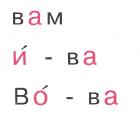 вам
и́ - ва
Во́ - ва